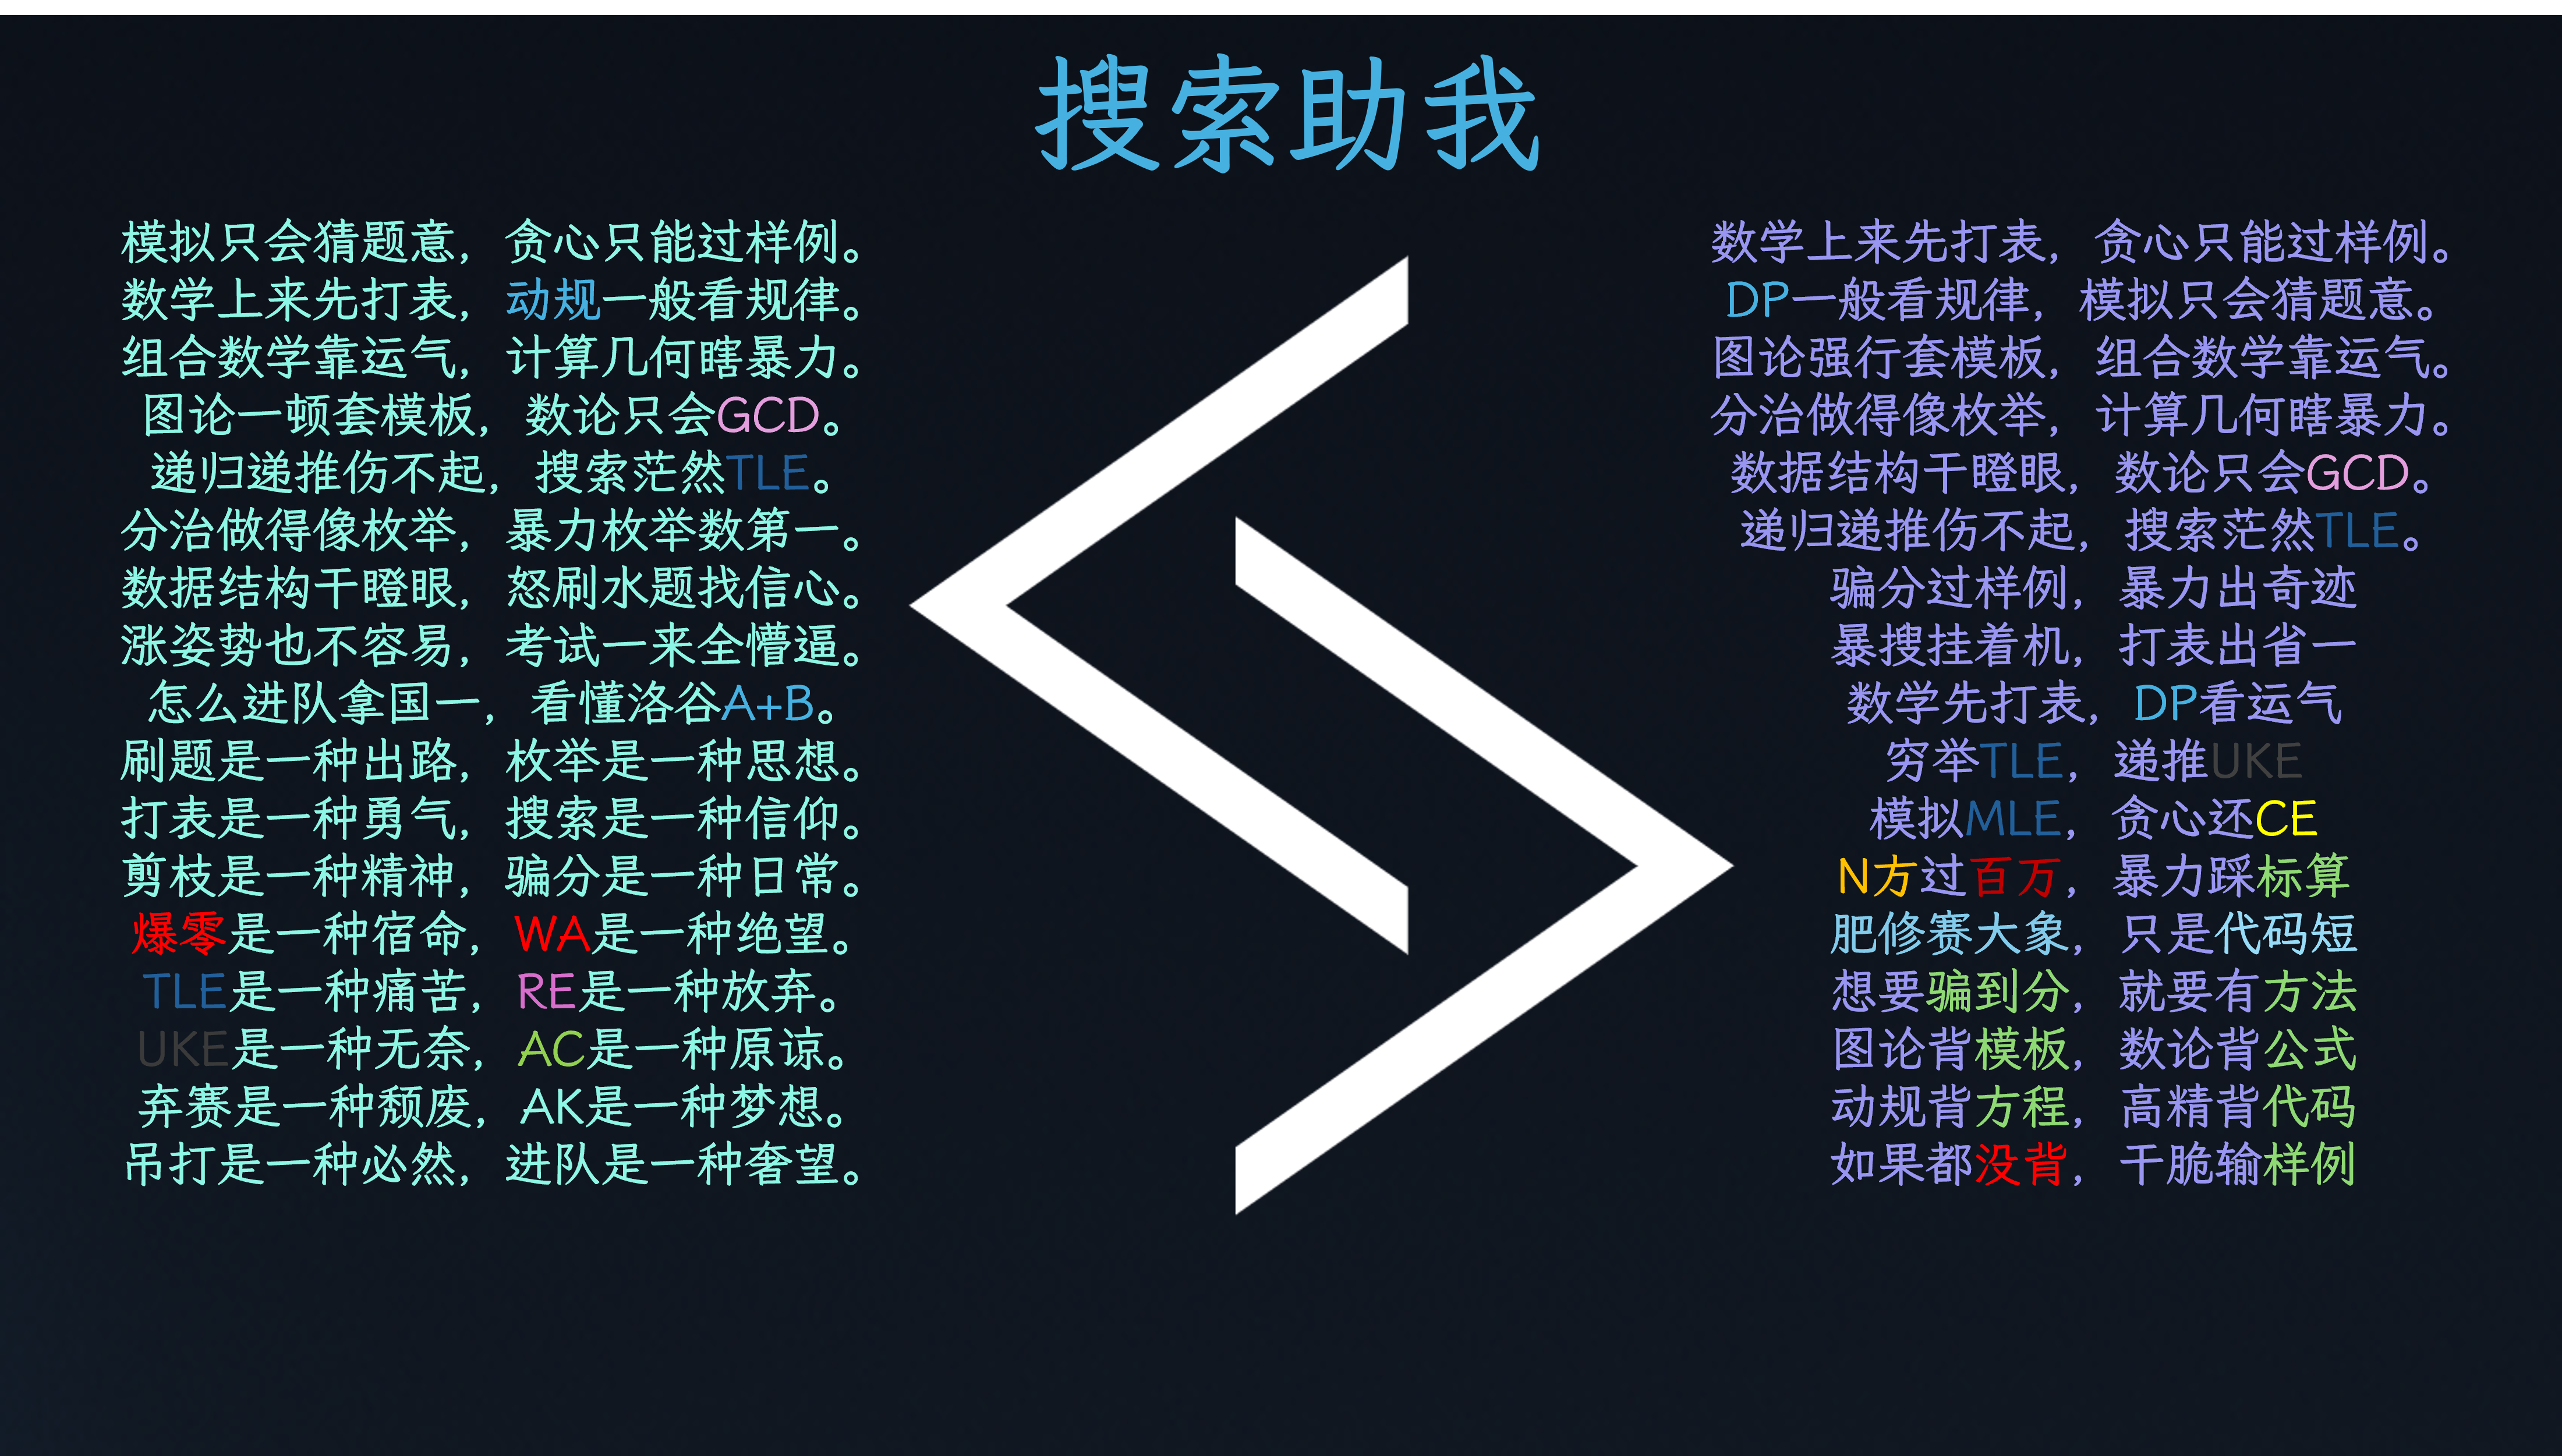 搜索助我
模拟只会猜题意，贪心只能过样例。
数学上来先打表，动规一般看规律。
组合数学靠运气，计算几何瞎暴力。
图论一顿套模板，数论只会GCD。
递归递推伤不起，搜索茫然TLE。
分治做得像枚举，暴力枚举数第一。
数据结构干瞪眼，怒刷水题找信心。
涨姿势也不容易，考试一来全懵逼。
怎么进队拿国一，看懂洛谷A+B。
刷题是一种出路，枚举是一种思想。
打表是一种勇气，搜索是一种信仰。
剪枝是一种精神，骗分是一种日常。
爆零是一种宿命，WA是一种绝望。
TLE是一种痛苦，RE是一种放弃。
UKE是一种无奈，AC是一种原谅。
弃赛是一种颓废，AK是一种梦想。
吊打是一种必然，进队是一种奢望。
数学上来先打表，贪心只能过样例。
DP一般看规律，模拟只会猜题意。
图论强行套模板，组合数学靠运气。
分治做得像枚举，计算几何瞎暴力。
数据结构干瞪眼，数论只会GCD。
递归递推伤不起，搜索茫然TLE。
骗分过样例，暴力出奇迹
暴搜挂着机，打表出省一
数学先打表，DP看运气
穷举TLE，递推UKE
模拟MLE，贪心还CE
N方过百万，暴力踩标算
肥修赛大象，只是代码短
想要骗到分，就要有方法
图论背模板，数论背公式
动规背方程，高精背代码
如果都没背，干脆输样例